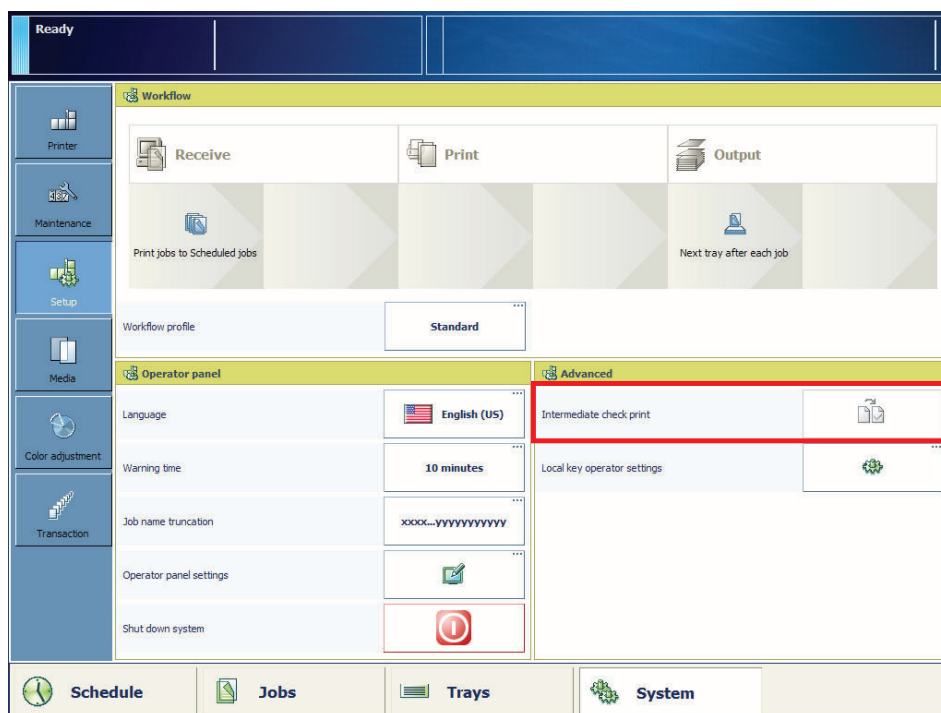 Ready
Printer
Maintenance
Setup
Media
Color adjustment
Transaction
Workflow
Receive
Print
Output
Print jobs to Scheduled jobs
Next tray after each job
Workflow profile
Standard
Operator panel
Language
English (US)
Warning time
10 minutes
Job name truncation
xxxx...yyyyyyyyyyy
Operator panel settings
Shut down system
Advanced
Intermediate check print
Local key operator settings
Schedule
Jobs
Trays
System